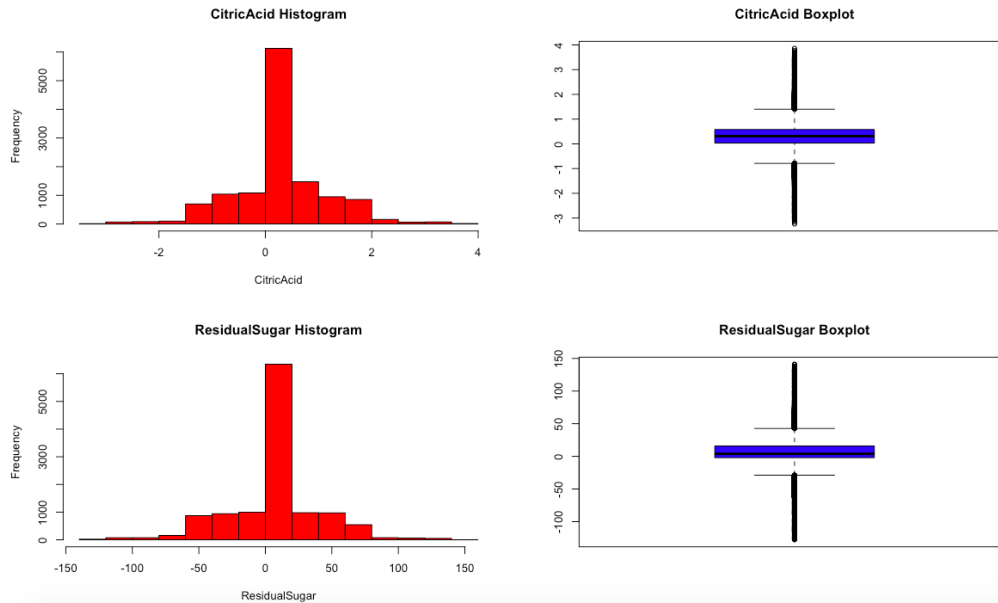 CitricAcid Histogram
Frequency
0 1000 3000 5000
-2 0 2 4
CitricAcid
CitricAcid Boxplot
-3 -2 -1 0 1 2 3 4
ResidualSugar Histogram
Frequency
0 1000 3000 5000
-150 -100 -50 0 50 100 150
ResidualSugar
ResidualSugar Boxplot
-100 -50 0 50 100 150